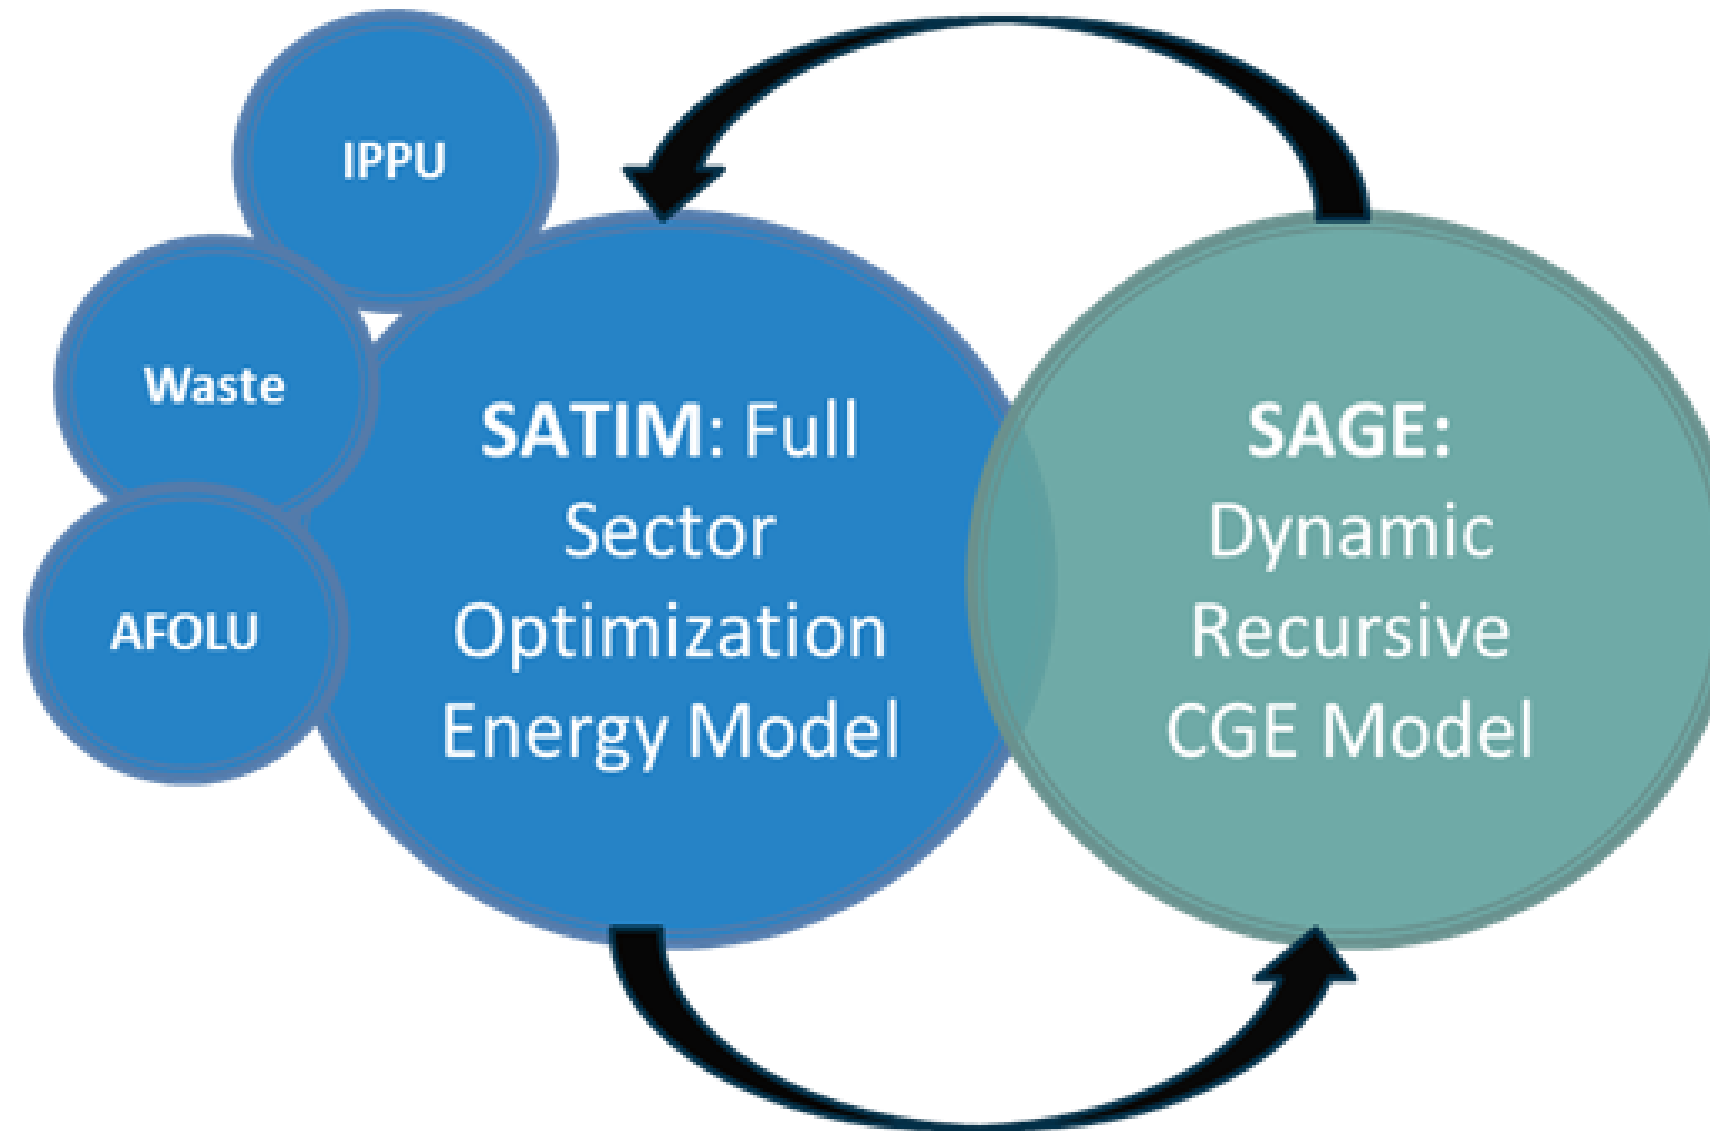 IPPU
Waste
AFOLU
SATIM: Full
Sector
Optimization
Energy Model
SAGE:
Dynamic
Recursive
CGE Model